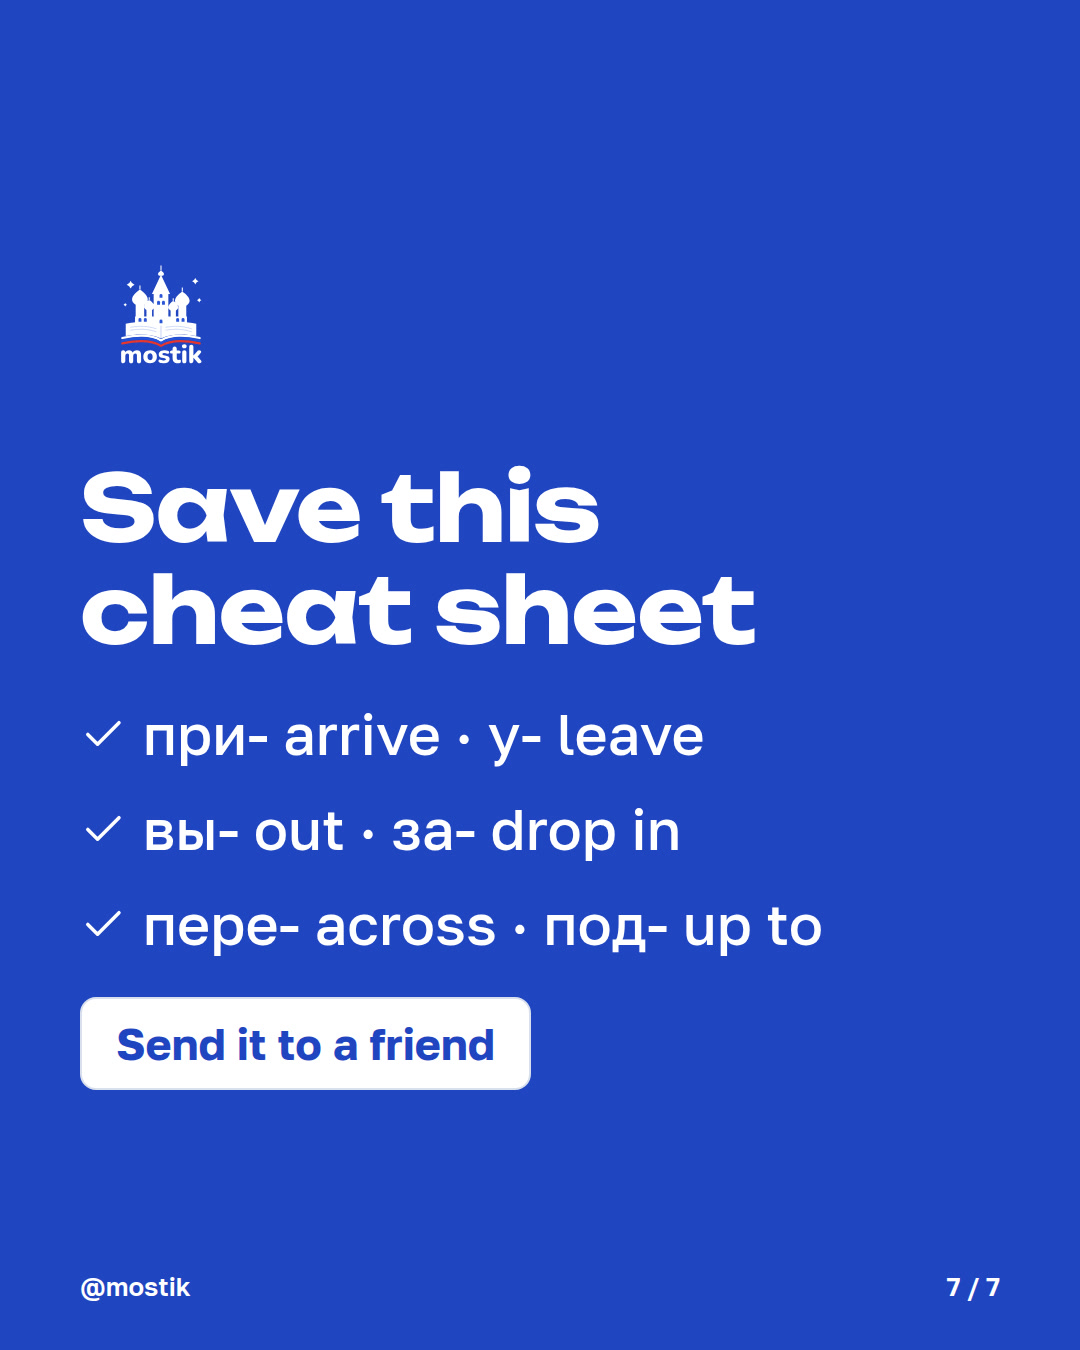 mostik
Save this
cheat sheet
при- arrive · у- leave
вы- out · за- drop in
пере- across · под- up to
Send it to a friend
@mostik
7 / 7